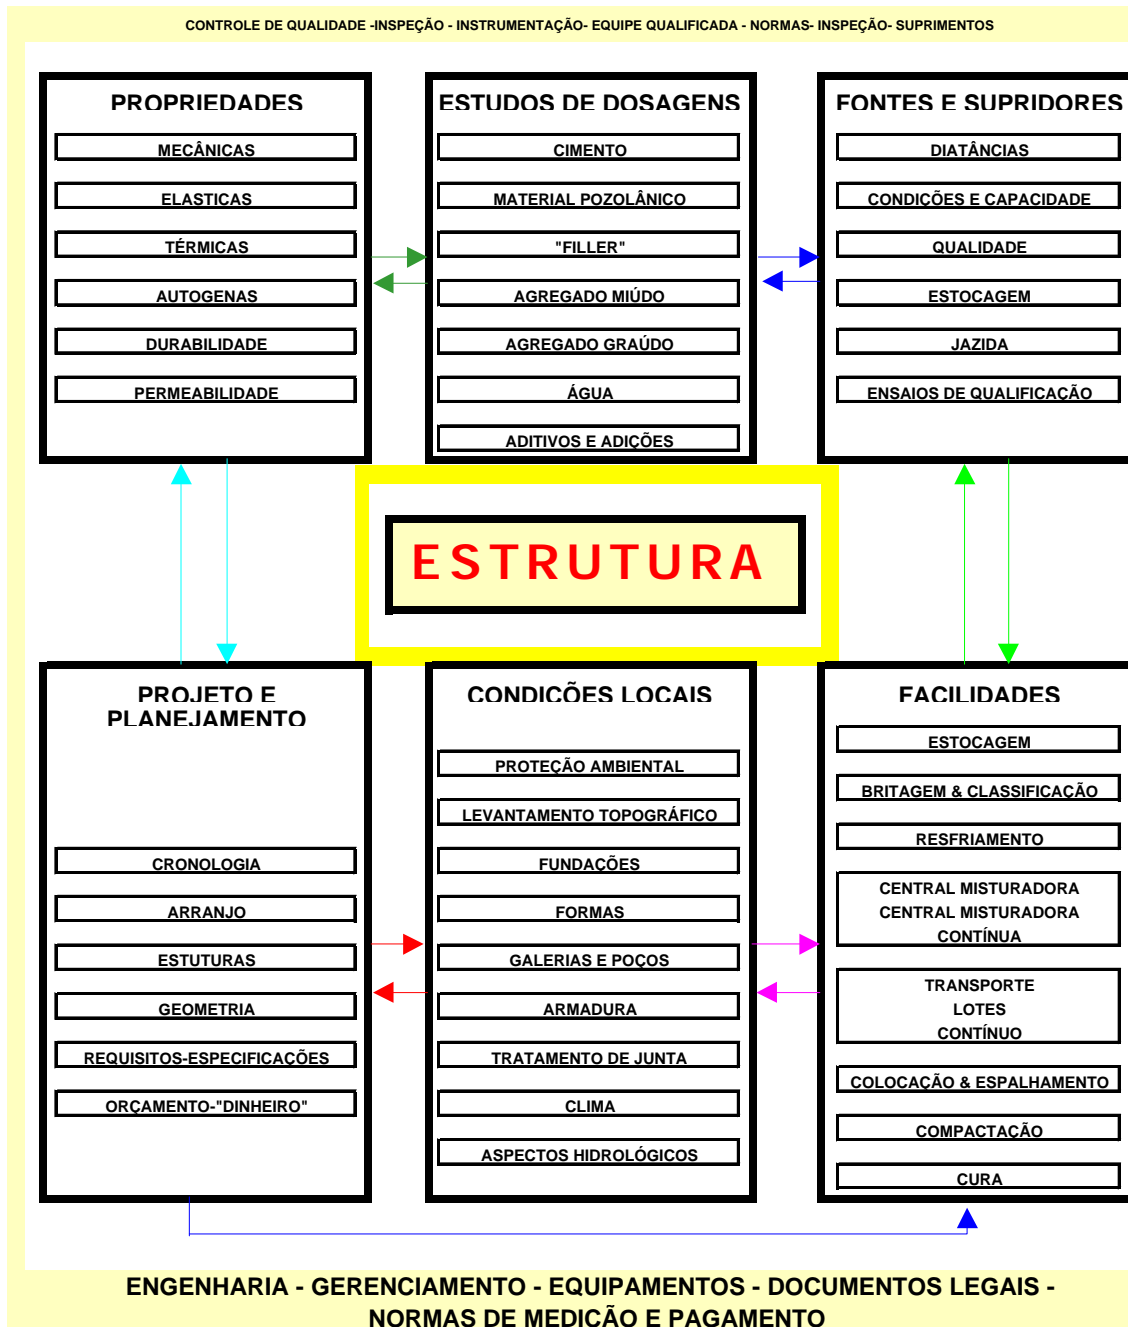 CONTROLE DE QUALIDADE -INSPEÇÃO - INSTRUMENTAÇÃO- EQUIPE QUALIFICADA - NORMAS- INSPEÇÃO- SUPRIMENTOS
PROPRIEDADES
MECÂNICAS
ELASTICAS
TÉRMICAS
AUTOGENAS
DURABILIDADE
PERMEABILIDADE
ESTUDOS DE DOSAGENS
CIMENTO
MATERIAL POZOLÂNICO
"FILLER"
AGREGADO MIÚDO
AGREGADO GRAÚDO
ÁGUA
ADITIVOS E ADIÇÕES
FONTES E SUPRIDORES
DIATÂNCIAS
CONDIÇÕES E CAPACIDADE
QUALIDADE
ESTOCAGEM
JAZIDA
ENSAIOS DE QUALIFICAÇÃO
ESTRUTURA
PROJETO E
PLANEJAMENTO
CRONOLOGIA
ARRANJO
ESTUTURAS
GEOMETRIA
REQUISITOS-ESPECIFICAÇÕES
ORÇAMENTO-"DINHEIRO"
CONDIÇÕES LOCAIS
PROTEÇÃO AMBIENTAL
LEVANTAMENTO TOPOGRÁFICO
FUNDAÇÕES
FORMAS
GALERIAS E POÇOS
ARMADURA
TRATAMENTO DE JUNTA
CLIMA
ASPECTOS HIDROLÓGICOS
FACILIDADES
ESTOCAGEM
BRITAGEM & CLASSIFICAÇÃO
RESFRIAMENTO
CENTRAL MISTURADORA
CENTRAL MISTURADORA
CONTÍNUA
TRANSPORTE
LOTES
CONTÍNUO
COLOCAÇÃO & ESPALHAMENTO
COMPACTAÇÃO
CURA
ENGENHARIA - GERENCIAMENTO - EQUIPAMENTOS - DOCUMENTOS LEGAIS -
NORMAS DE MEDIÇÃO E PAGAMENTO